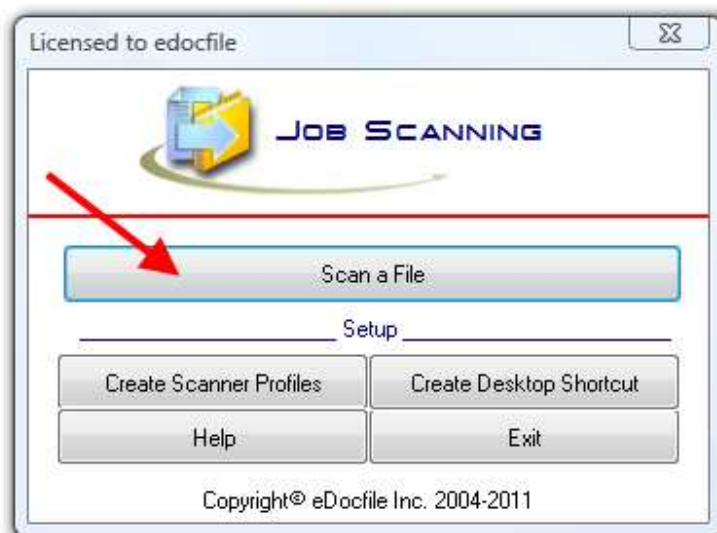 Licensed to edocfile
Job Scanning
Scan a File
Setup
Create Scanner Profiles Create Desktop Shortcut
Help Exit
Copyright© eDocfile Inc. 2004-2011